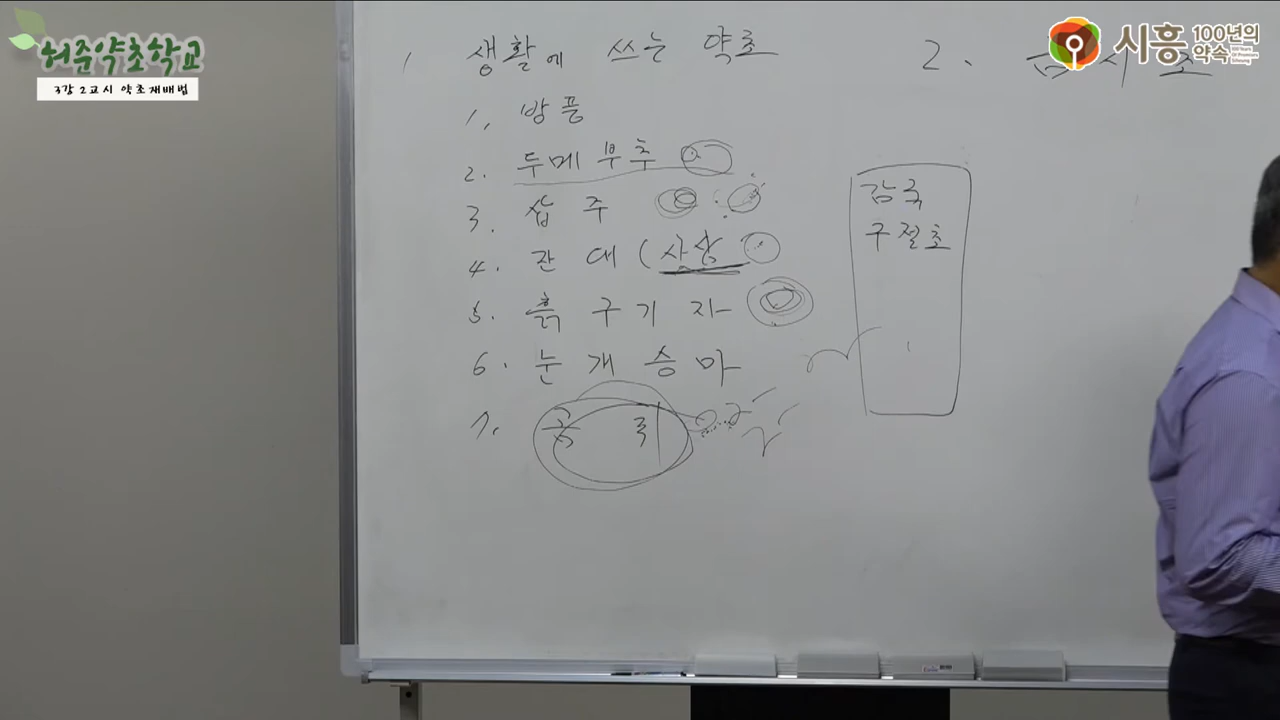 허준약초학교
3강 2교시 약초재배법
시흥 100년의 약속
1 생활에 쓰는 약초
1, 방풍
2. 두메부추
3. 삽주
4. 잔대 (사삼
5. 흙구기자
6. 눈개승마
7. 곰취
2.
감국
구절초